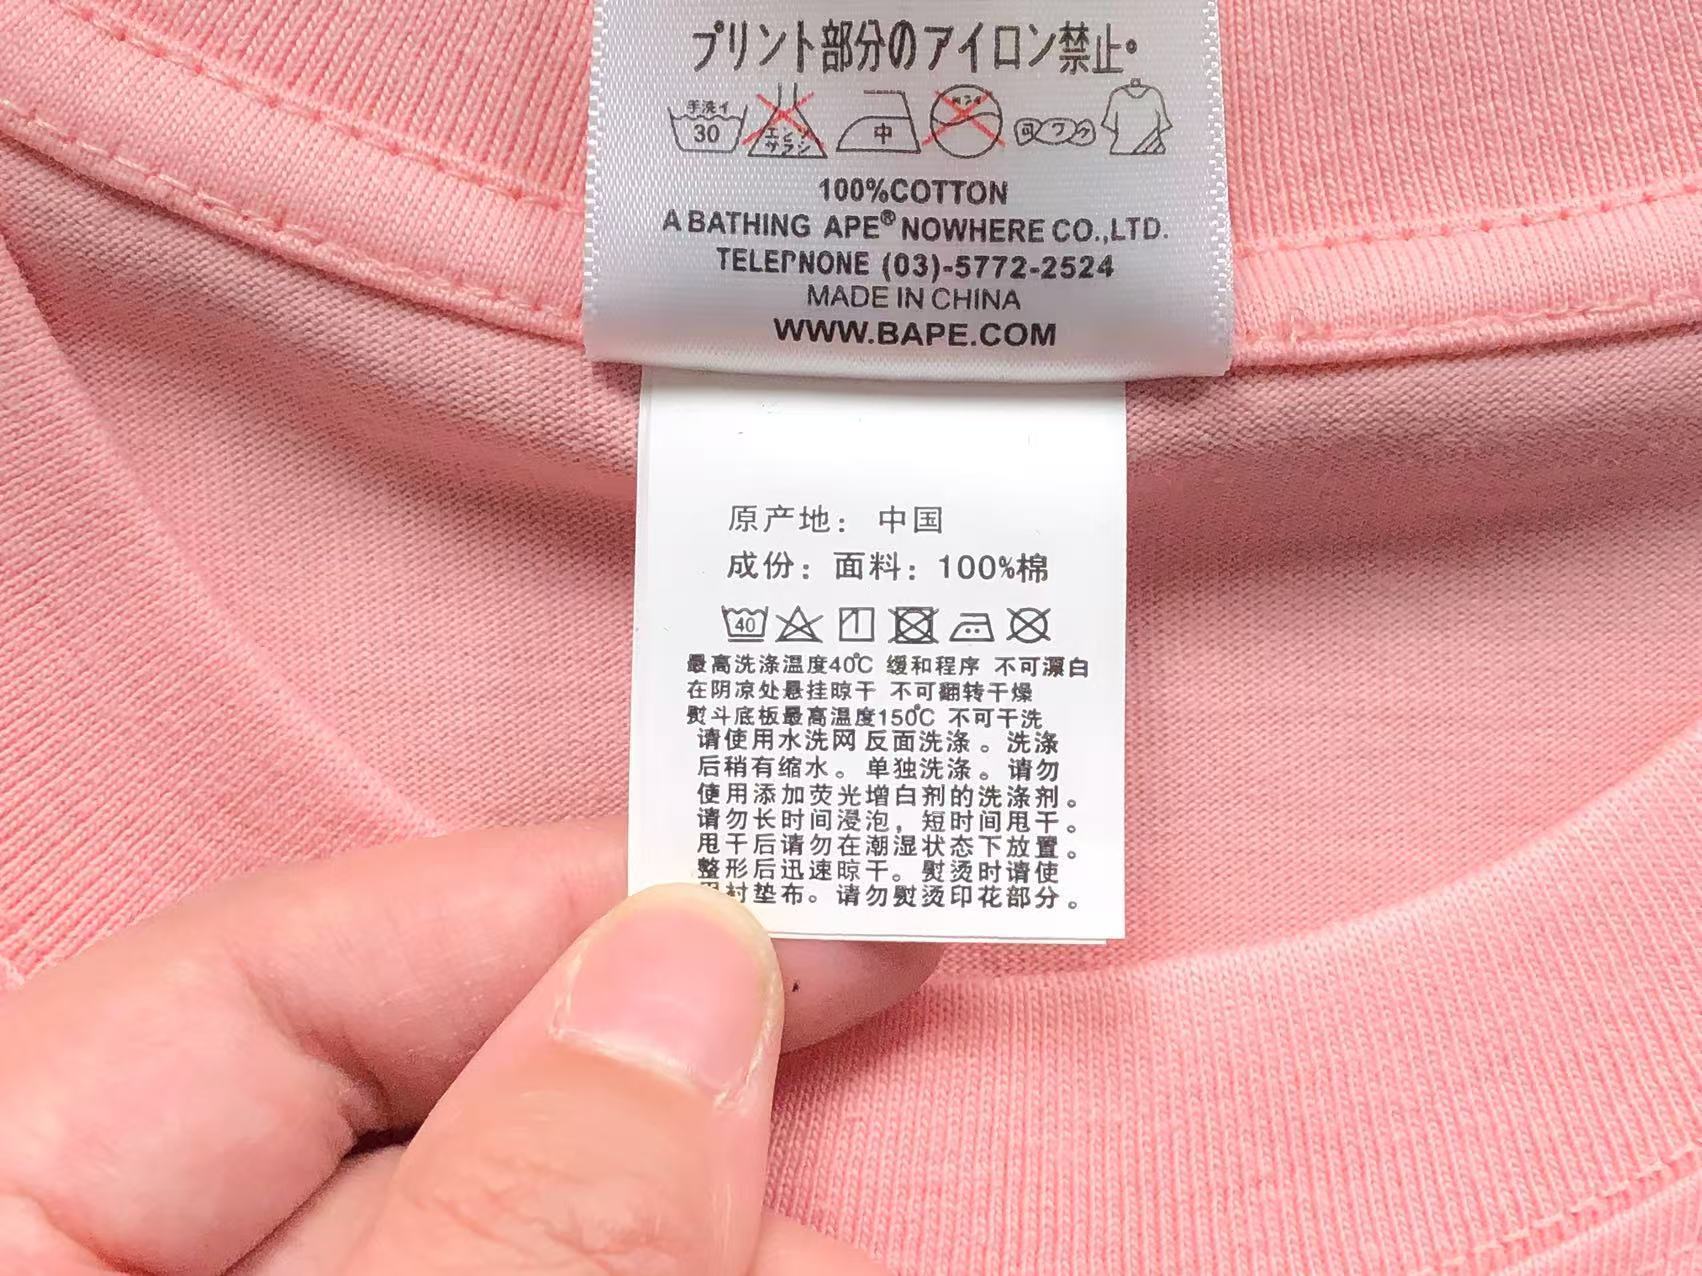 プリント部分のアイロン禁止。
手洗イ 30 エンソ サラシ 中
100%COTTON
A BATHING APE® NOWHERE CO.,LTD.
TELEPNONE (03)-5772-2524
MADE IN CHINA
WWW.BAPE.COM
原产地：中国
成份：面料：100%棉
40
最高洗涤温度40℃ 缓和程序 不可漂白
在阴凉处悬挂晾干 不可翻转干燥
熨斗底板最高温度150℃ 不可干洗
请使用水洗网反面洗涤。洗涤
后稍有缩水。单独洗涤。请勿
使用添加荧光增白剂的洗涤剂。
请勿长时间浸泡，短时间甩干。
甩干后请勿在潮湿状态下放置。
整形后迅速晾干。熨烫时请使
衬垫布。请勿熨烫印花部分。